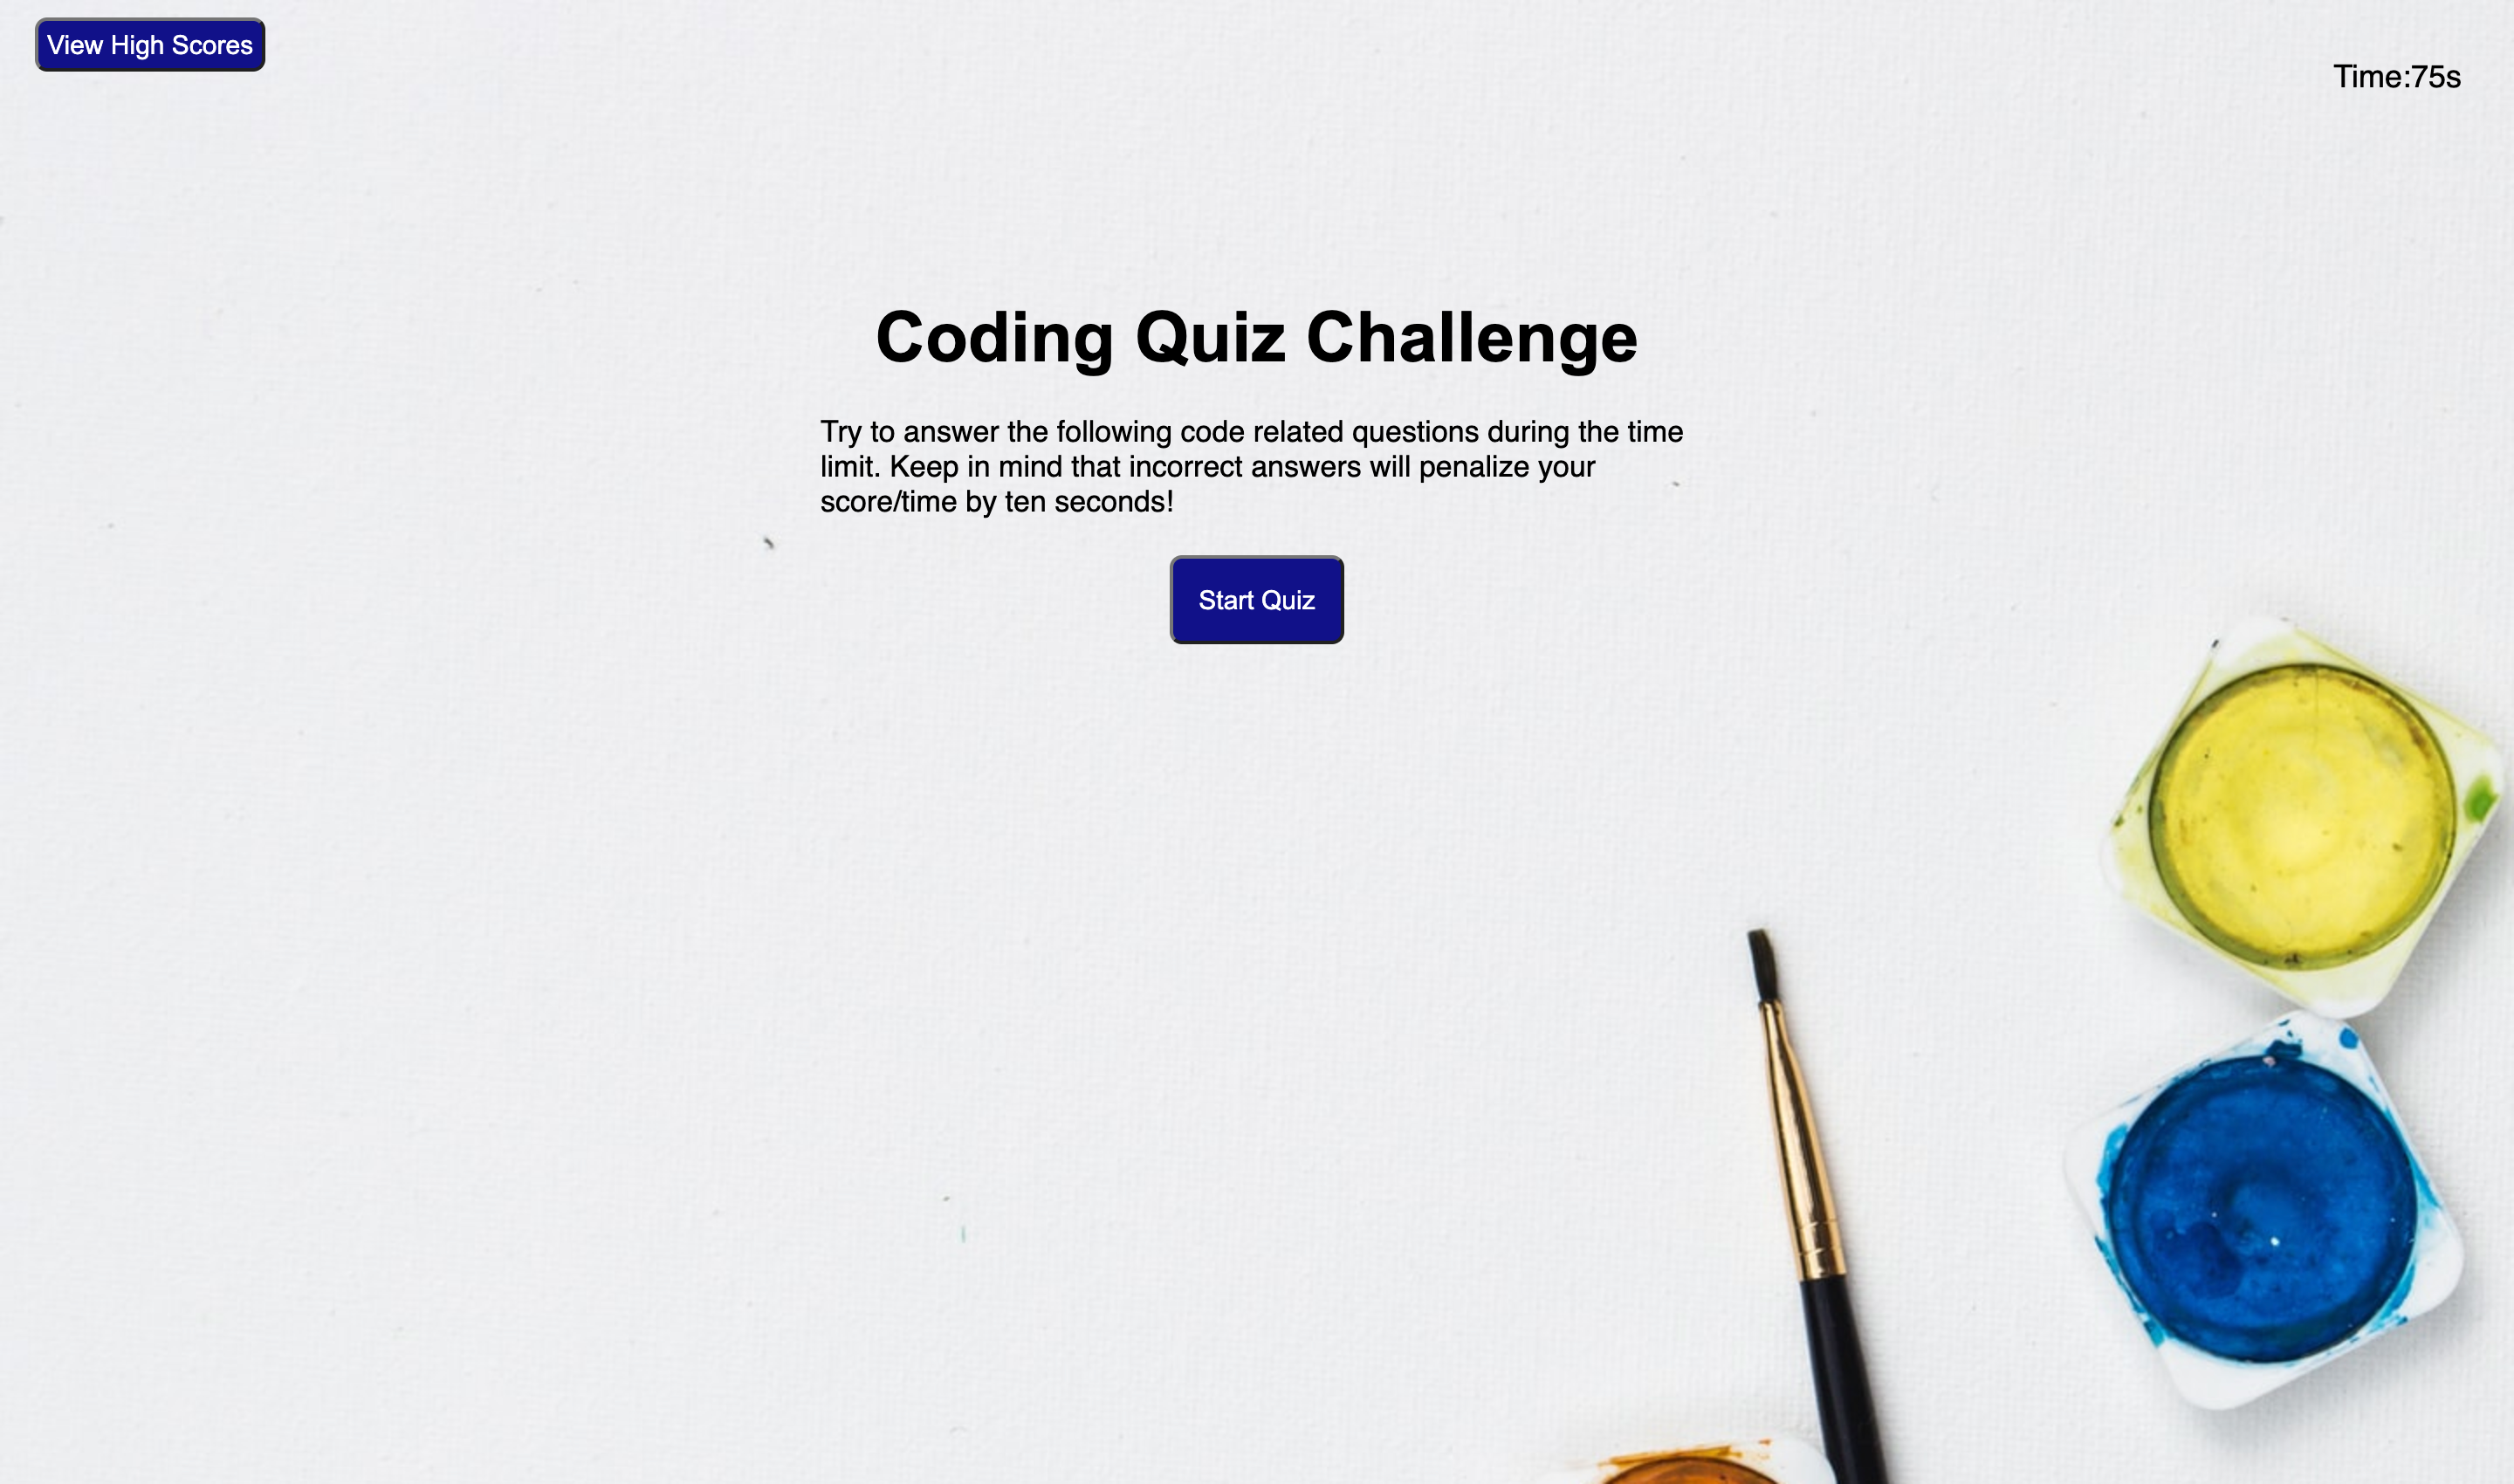 View High Scores
Time:75s
Coding Quiz Challenge
Try to answer the following code related questions during the time
limit. Keep in mind that incorrect answers will penalize your
score/time by ten seconds!
Start Quiz